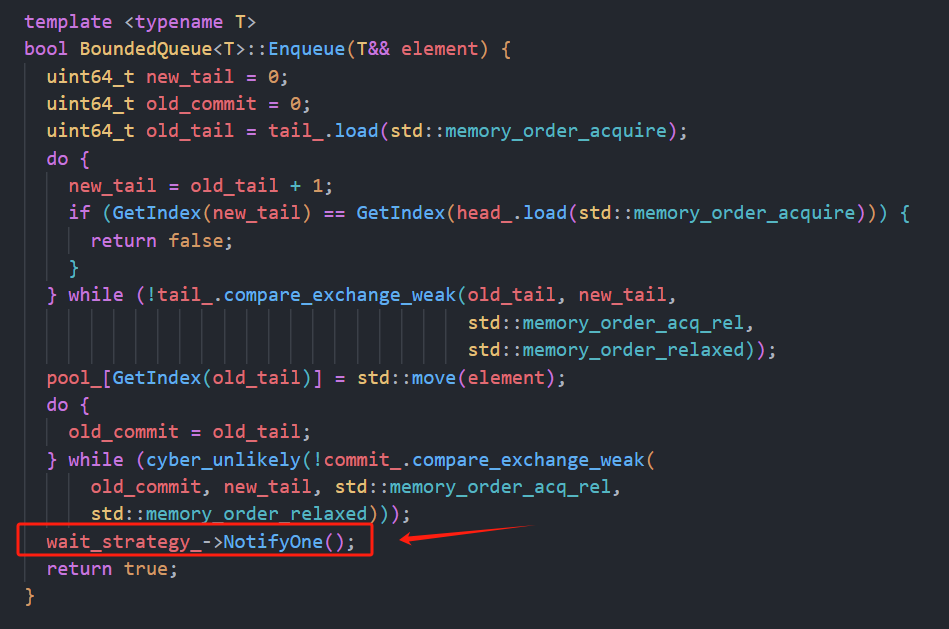 template <typename T>
bool BoundedQueue<T>::Enqueue(T&& element) {
  uint64_t new_tail = 0;
  uint64_t old_commit = 0;
  uint64_t old_tail = tail_.load(std::memory_order_acquire);
  do {
    new_tail = old_tail + 1;
    if (GetIndex(new_tail) == GetIndex(head_.load(std::memory_order_acquire))) {
      return false;
    }
  } while (!tail_.compare_exchange_weak(old_tail, new_tail,
                                        std::memory_order_acq_rel,
                                        std::memory_order_relaxed));
  pool_[GetIndex(old_tail)] = std::move(element);
  do {
    old_commit = old_tail;
  } while (cyber_unlikely(!commit_.compare_exchange_weak(
      old_commit, new_tail, std::memory_order_acq_rel,
      std::memory_order_relaxed)));
  wait_strategy_->NotifyOne();
  return true;
}